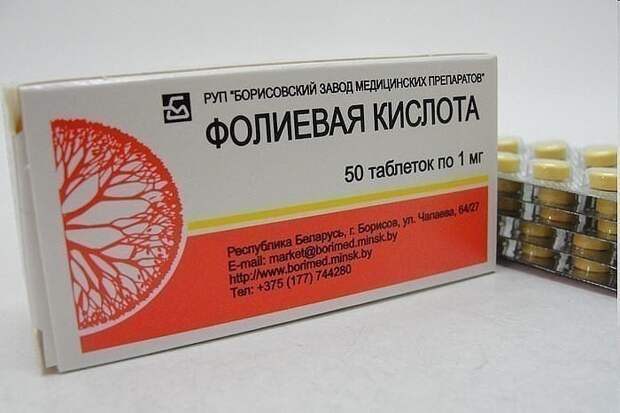 РУП "БОРИСОВСКИЙ ЗАВОД МЕДИЦИНСКИХ ПРЕПАРАТОВ"
ФОЛИЕВАЯ КИСЛОТА
50 таблеток по 1 мг
Республика Беларусь, г. Борисов, ул. Чапаева, 64/27
E-mail: market@borimed.minsk.by
http://www.borimed.minsk.by
Тел: +375 (177) 744280